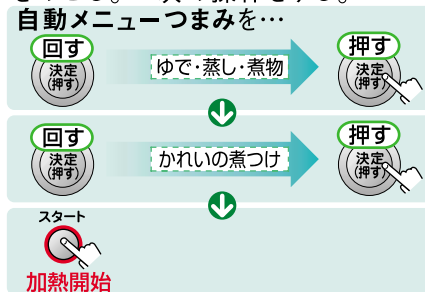 自動メニューつまみを…
回す
決定
(押す)
ゆで・蒸し・煮物
押す
決定
(押す)
回す
決定
(押す)
かれいの煮つけ
押す
決定
(押す)
スタート
加熱開始